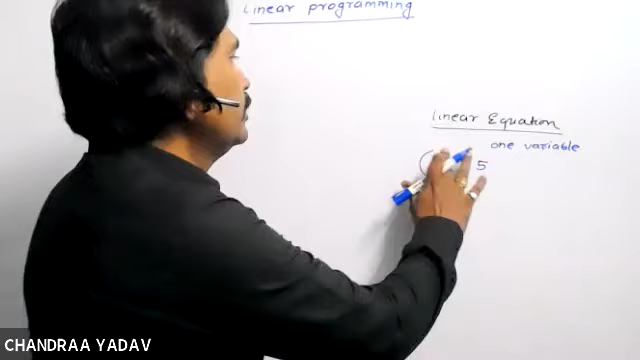 Linear programming
Linear Equation
one variable
5
CHANDRAA YADAV